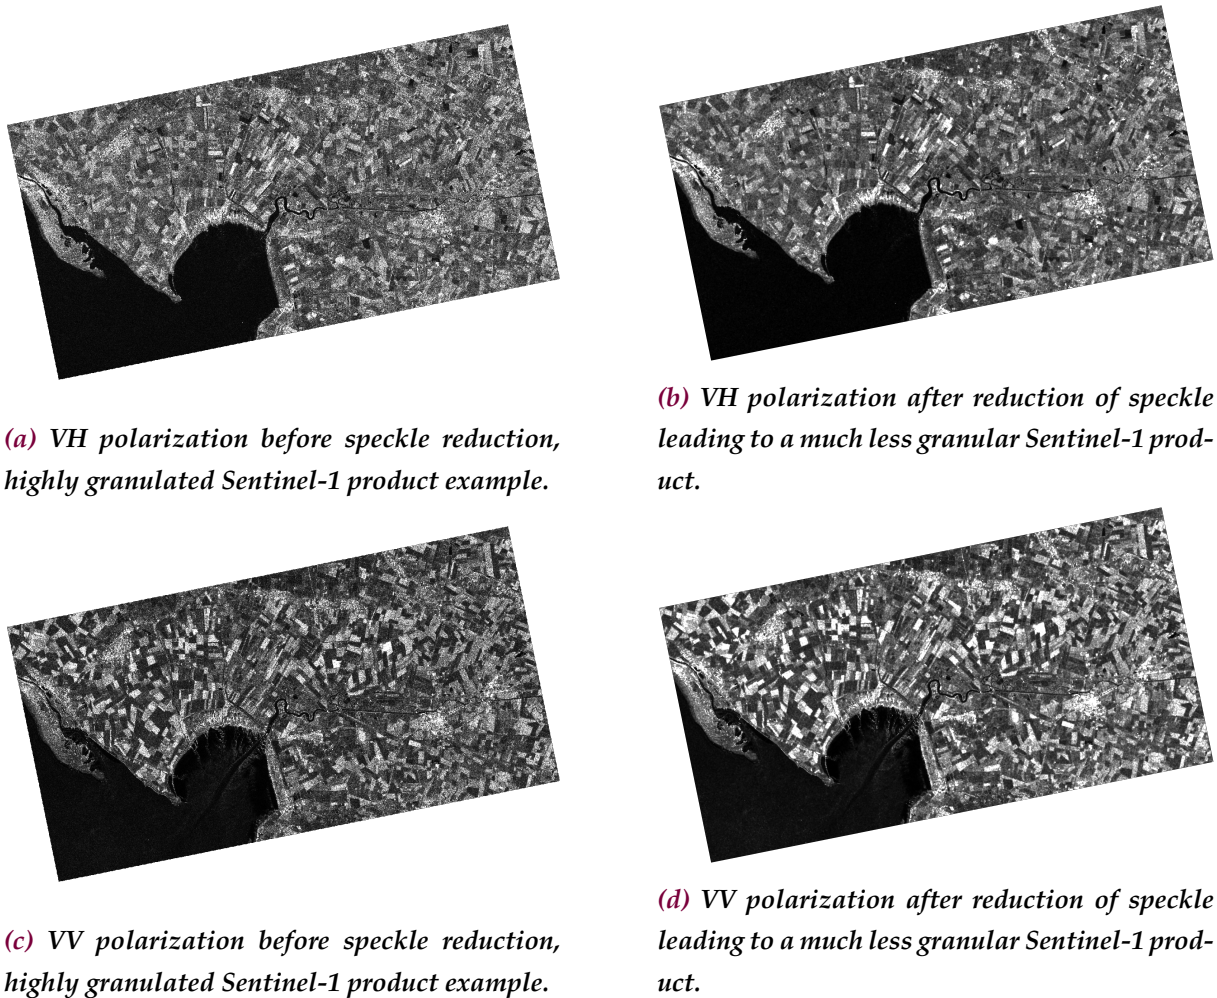 (a) VH polarization before speckle reduction,
highly granulated Sentinel-1 product example.
(b) VH polarization after reduction of speckle
leading to a much less granular Sentinel-1 prod-
uct.
(c) VV polarization before speckle reduction,
highly granulated Sentinel-1 product example.
(d) VV polarization after reduction of speckle
leading to a much less granular Sentinel-1 prod-
uct.